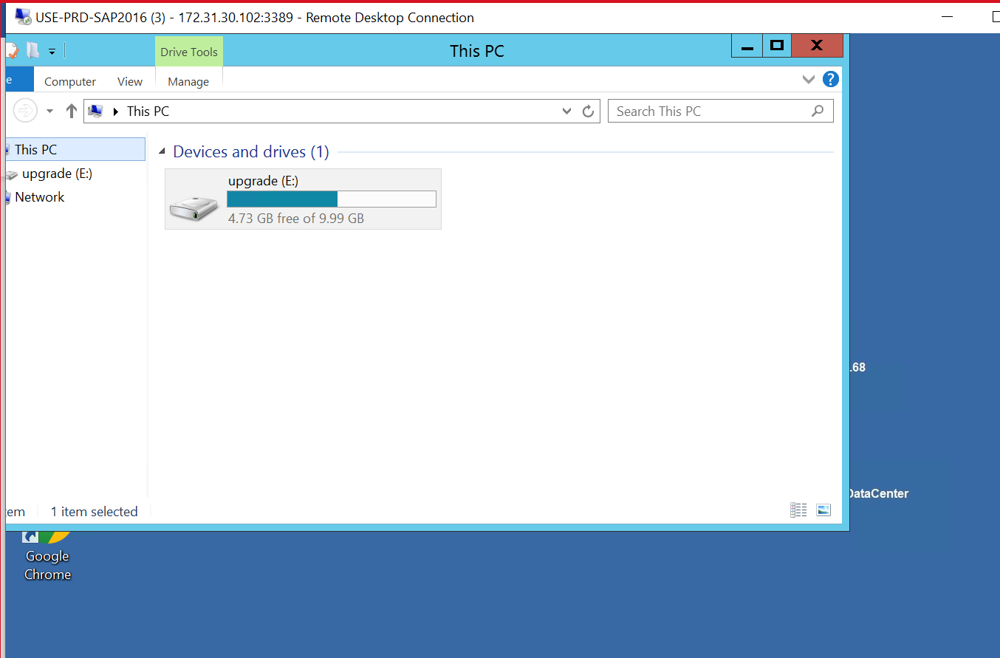 USE-PRD-SAP2016 (3) - 172.31.30.102:3389 - Remote Desktop Connection
Drive Tools
This PC
e
Computer
View
Manage
?
This PC
Search This PC
This PC
upgrade (E:)
Network
Devices and drives (1)
upgrade (E:)
4.73 GB free of 9.99 GB
.68
DataCenter
em
1 item selected
Google
Chrome